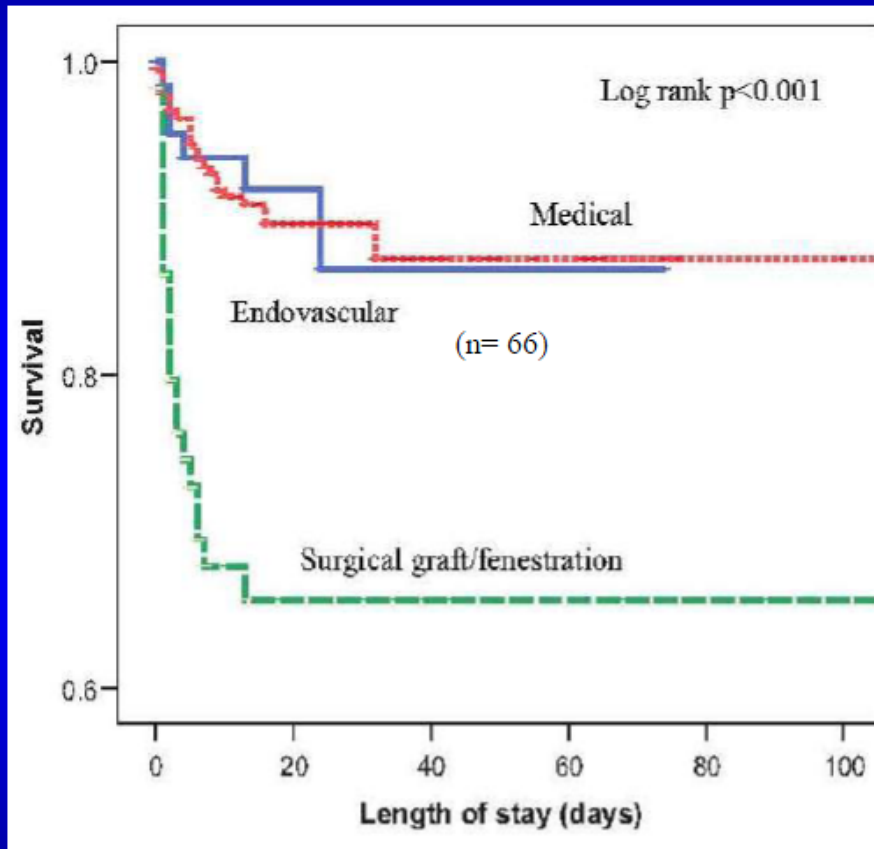 1.0
Log rank p<0.001
Medical
Endovascular
(n= 66)
Survival
0.8
Surgical graft/fenestration
0.6
0 20 40 60 80 100
Length of stay (days)